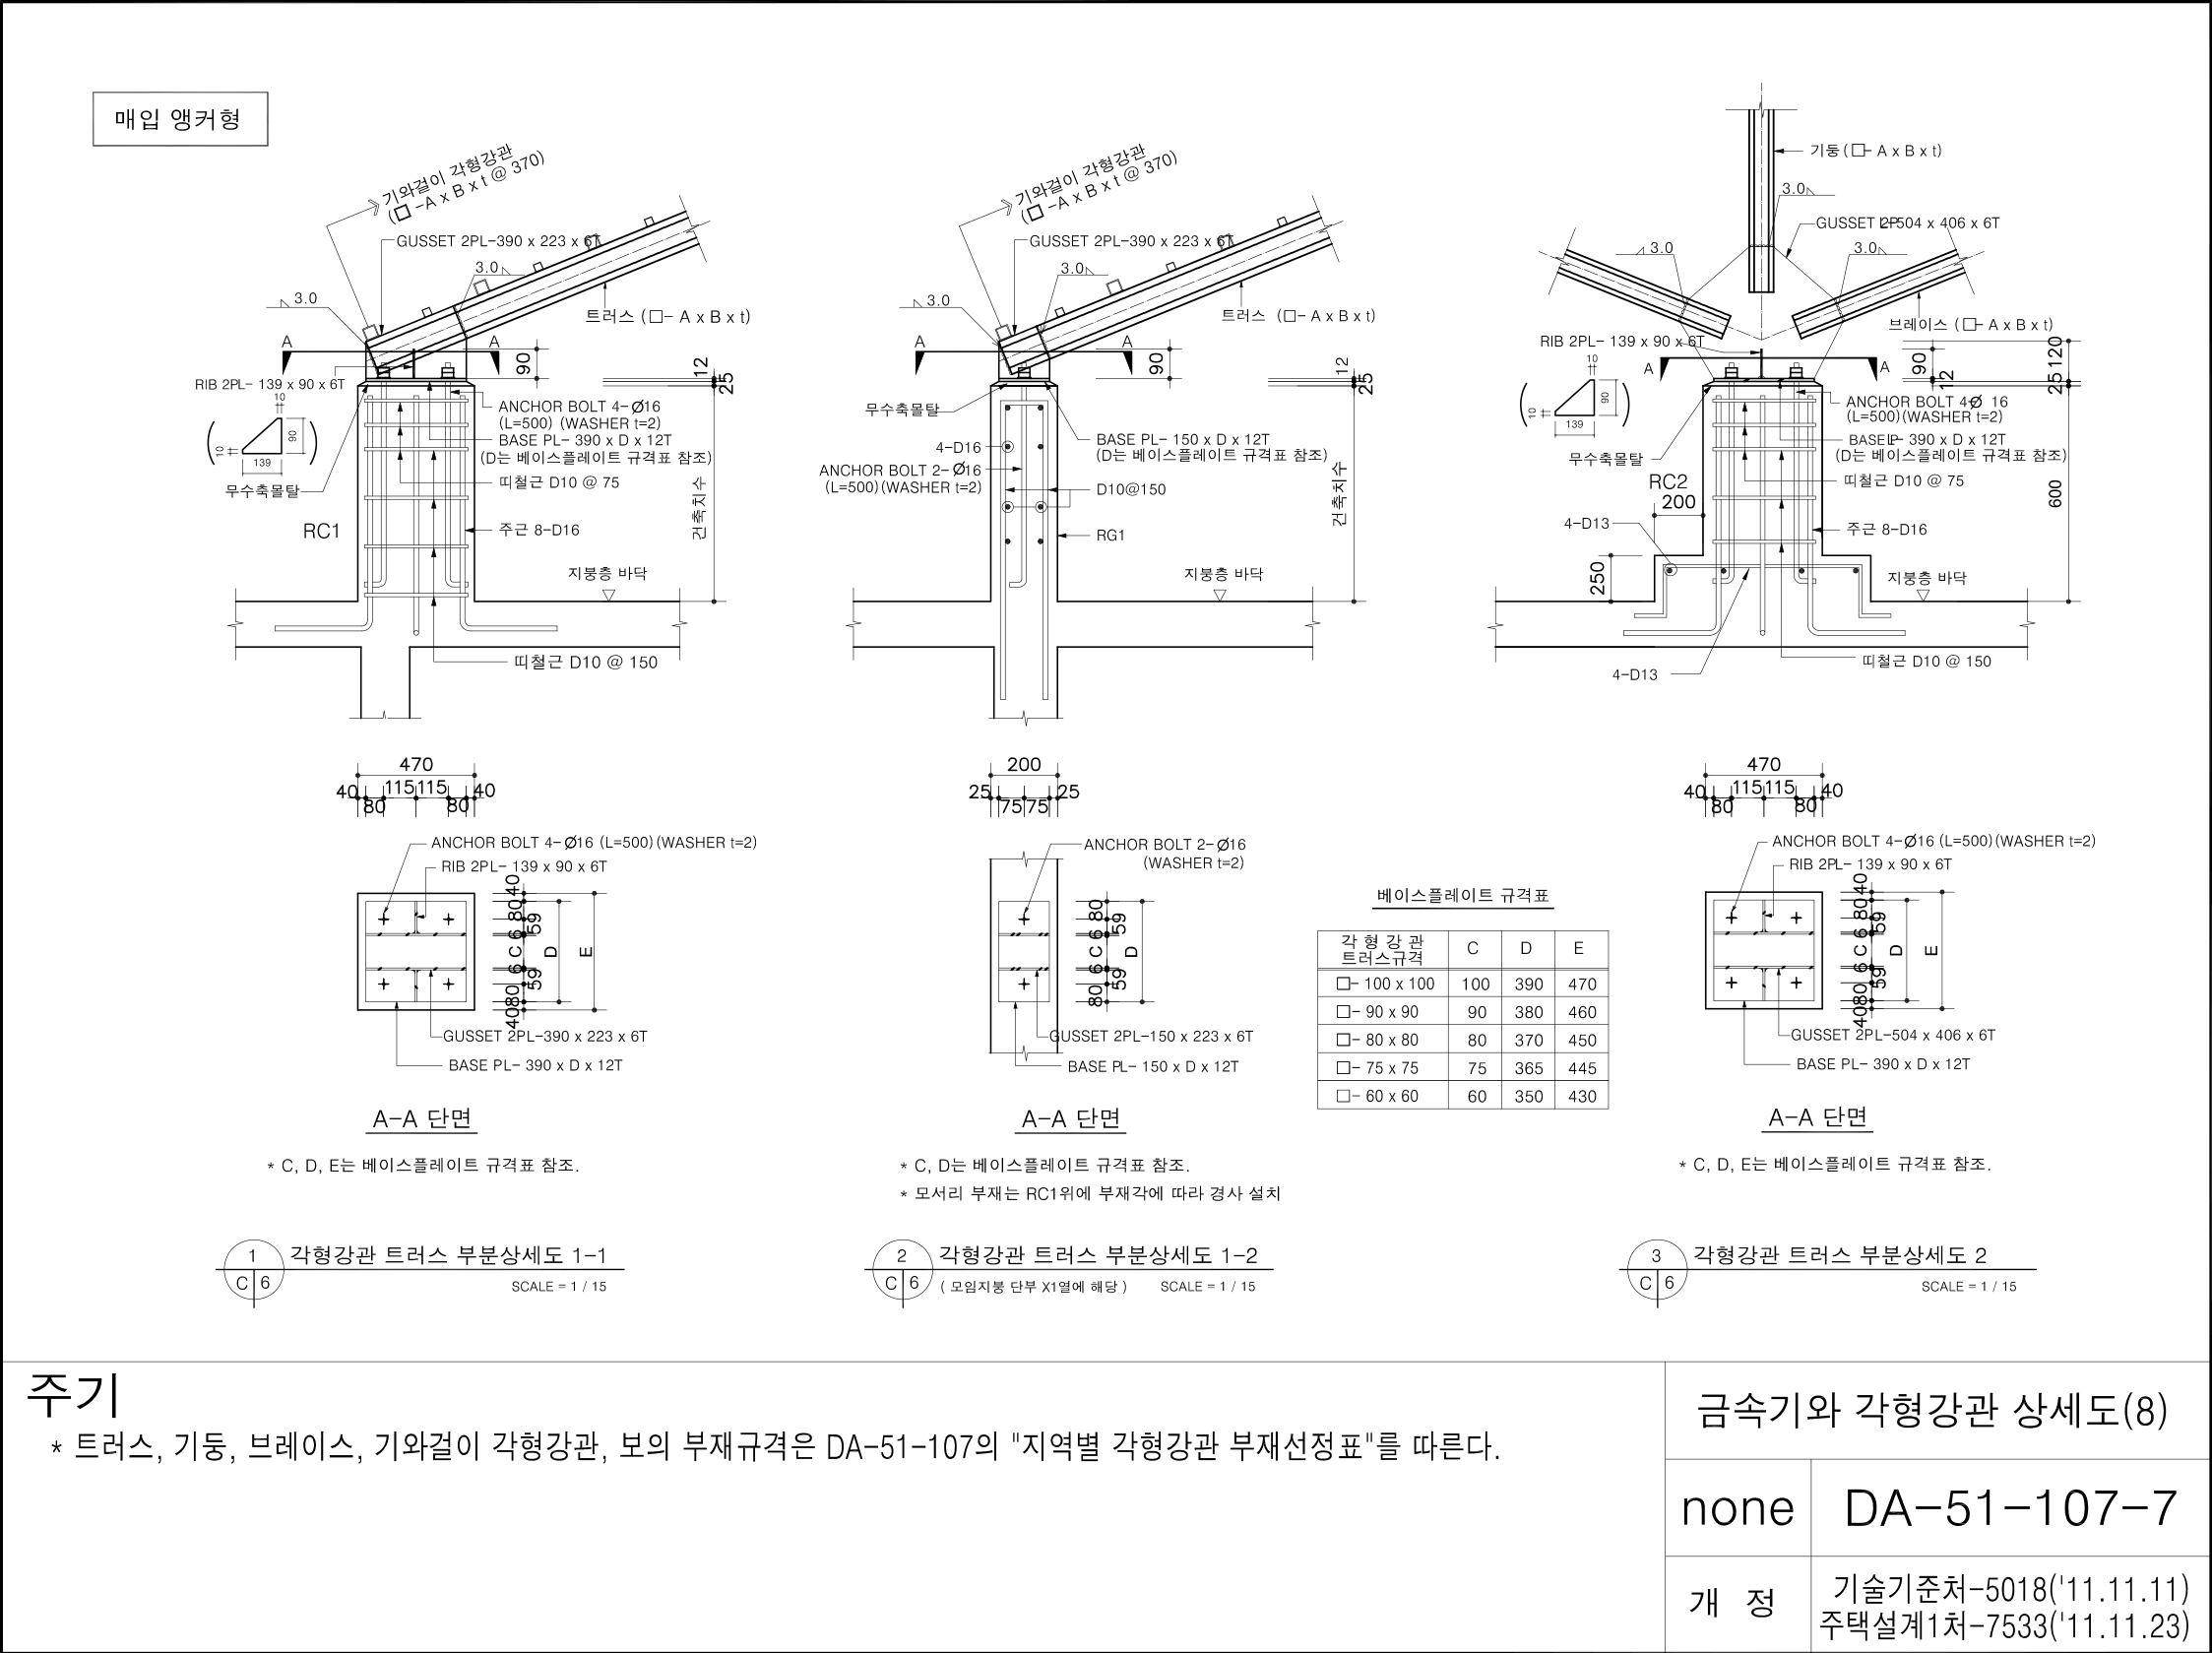 매입 앵커형
기와걸이 각형강관
(□ -A x B x t @ 370)
GUSSET 2PL-390 x 223 x 6T
3.0
3.0
트러스 (□- A x B x t)
A
A
90
12
25
RIB 2PL- 139 x 90 x 6T
10
90
10
139
무수축몰탈
ANCHOR BOLT 4-Ø16
(L=500) (WASHER t=2)
BASE PL- 390 x D x 12T
(D는 베이스플레이트 규격표 참조)
띠철근 D10 @ 75
RC1
주근 8-D16
건축치수
지붕층 바닥
띠철근 D10 @ 150
기와걸이 각형강관
(□ -A x B x t @ 370)
GUSSET 2PL-390 x 223 x 6T
3.0
3.0
트러스 (□- A x B x t)
A
A
90
12
25
무수축몰탈
4-D16
ANCHOR BOLT 2-Ø16
(L=500)(WASHER t=2)
BASE PL- 150 x D x 12T
(D는 베이스플레이트 규격표 참조)
D10@150
RG1
건축치수
지붕층 바닥
기둥(□- A x B x t)
3.0
GUSSET 2PL-504 x 406 x 6T
3.0
3.0
브레이스 (□- A x B x t)
RIB 2PL- 139 x 90 x 6T
10
90
10
139
A
A
90
12
120
25
무수축몰탈
ANCHOR BOLT 4-Ø 16
(L=500)(WASHER t=2)
BASE PL- 390 x D x 12T
(D는 베이스플레이트 규격표 참조)
띠철근 D10 @ 75
RC2
200
4-D13
주근 8-D16
600
250
지붕층 바닥
띠철근 D10 @ 150
4-D13
470
40 80 115 115 80 40
ANCHOR BOLT 4-Ø16 (L=500)(WASHER t=2)
RIB 2PL- 139 x 90 x 6T
40 80 59 6 C 6 59 80 40
D
E
GUSSET 2PL-390 x 223 x 6T
BASE PL- 390 x D x 12T
A-A 단면
* C, D, E는 베이스플레이트 규격표 참조.
200
25 75 75 25
ANCHOR BOLT 2-Ø16
(WASHER t=2)
80 59 6 C 6 59 80
D
GUSSET 2PL-150 x 223 x 6T
BASE PL- 150 x D x 12T
A-A 단면
* C, D는 베이스플레이트 규격표 참조.
* 모서리 부재는 RC1위에 부재각에 따라 경사 설치
베이스플레이트 규격표
각 형 강 관
트러스규격 C D E
□- 100 x 100 100 390 470
□- 90 x 90 90 380 460
□- 80 x 80 80 370 450
□- 75 x 75 75 365 445
□- 60 x 60 60 350 430
470
40 80 115 115 80 40
ANCHOR BOLT 4-Ø16 (L=500)(WASHER t=2)
RIB 2PL- 139 x 90 x 6T
40 80 59 6 C 6 59 80 40
D
E
GUSSET 2PL-504 x 406 x 6T
BASE PL- 390 x D x 12T
A-A 단면
* C, D, E는 베이스플레이트 규격표 참조.
1
C 6
각형강관 트러스 부분상세도 1-1
SCALE = 1 / 15
2
C 6
각형강관 트러스 부분상세도 1-2
( 모임지붕 단부 X1열에 해당 ) SCALE = 1 / 15
3
C 6
각형강관 트러스 부분상세도 2
SCALE = 1 / 15
주기
* 트러스, 기둥, 브레이스, 기와걸이 각형강관, 보의 부재규격은 DA-51-107의 "지역별 각형강관 부재선정표"를 따른다.
금속기와 각형강관 상세도(8)
none DA-51-107-7
개 정
기술기준처-5018('11.11.11)
주택설계1처-7533('11.11.23)